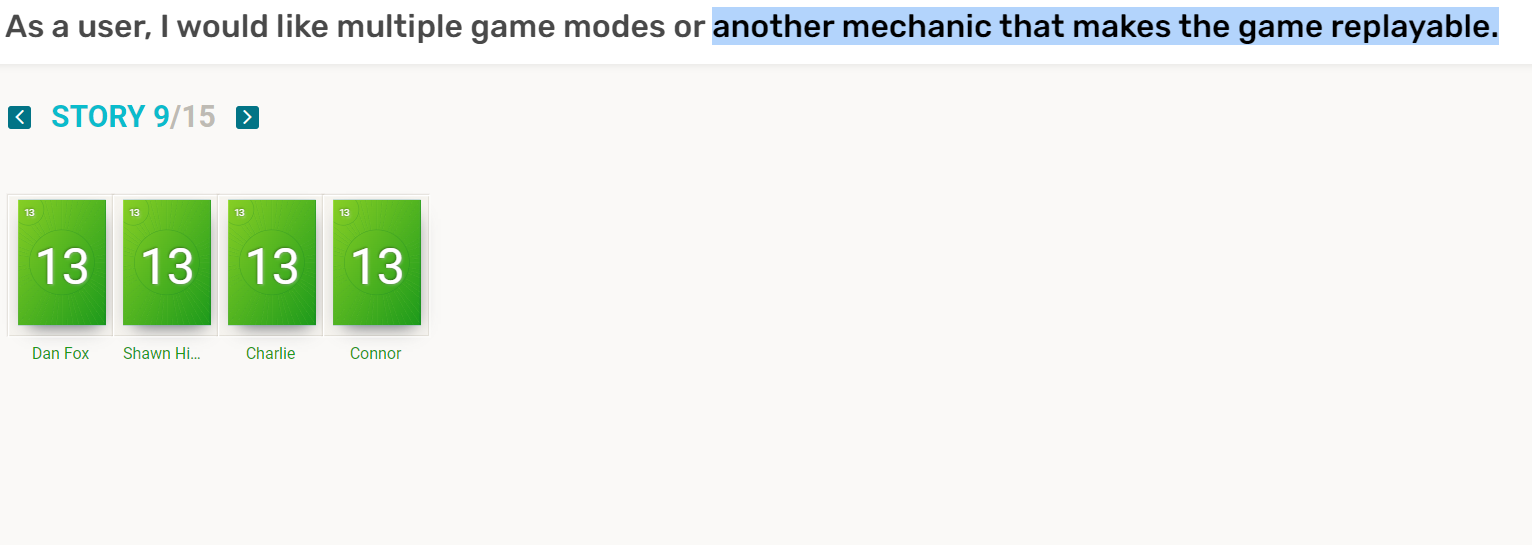 As a user, I would like multiple game modes or another mechanic that makes the game replayable.
STORY 9/15
13 13 13 13
13 13 13 13
Dan Fox Shawn Hi... Charlie Connor